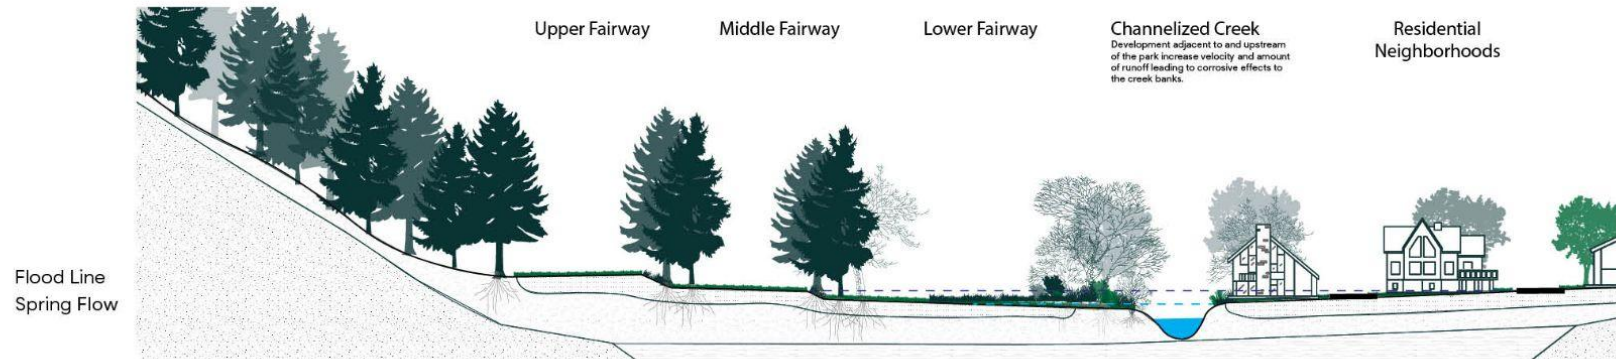 Upper Fairway
Middle Fairway
Lower Fairway
Channelized Creek
Development adjacent to and upstream
of the park increase velocity and amount
of runoff leading to corrosive effects to
the creek banks.
Residential
Neighborhoods
Flood Line
Spring Flow